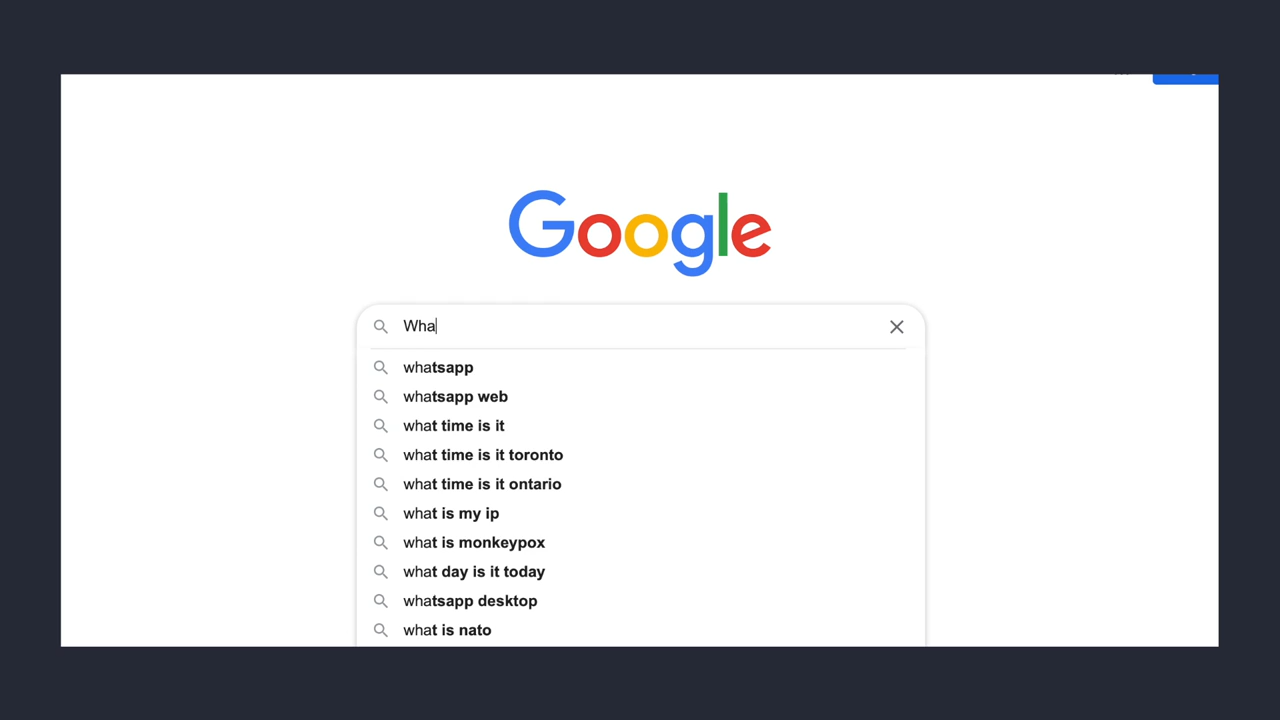 Google
Wha
whatsapp
whatsapp web
what time is it
what time is it toronto
what time is it ontario
what is my ip
what is monkeypox
what day is it today
whatsapp desktop
what is nato